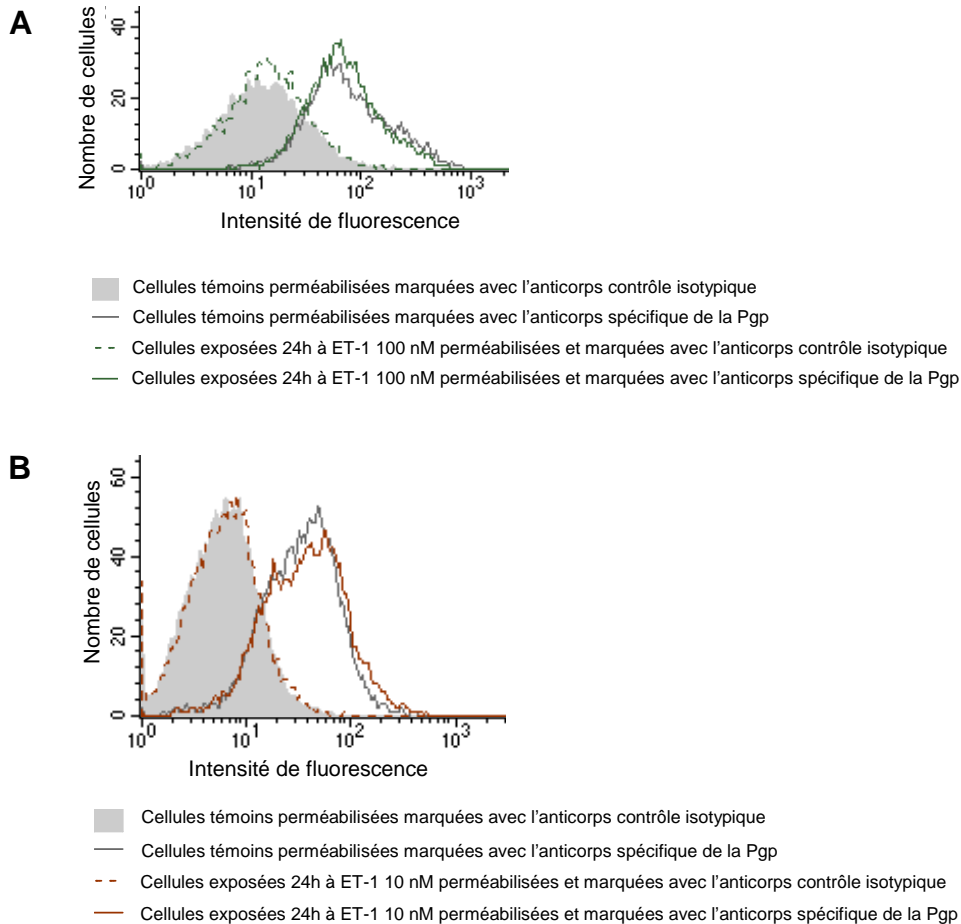 A
Nombre de cellules
40
20
0
10⁰ 10¹ 10² 10³
Intensité de fluorescence
Cellules témoins perméabilisées marquées avec l'anticorps contrôle isotypique
Cellules témoins perméabilisées marquées avec l'anticorps spécifique de la Pgp
Cellules exposées 24h à ET-1 100 nM perméabilisées et marquées avec l'anticorps contrôle isotypique
Cellules exposées 24h à ET-1 100 nM perméabilisées et marquées avec l'anticorps spécifique de la Pgp
B
Nombre de cellules
60
40
20
0
10⁰ 10¹ 10² 10³
Intensité de fluorescence
Cellules témoins perméabilisées marquées avec l'anticorps contrôle isotypique
Cellules témoins perméabilisées marquées avec l'anticorps spécifique de la Pgp
Cellules exposées 24h à ET-1 10 nM perméabilisées et marquées avec l'anticorps contrôle isotypique
Cellules exposées 24h à ET-1 10 nM perméabilisées et marquées avec l'anticorps spécifique de la Pgp